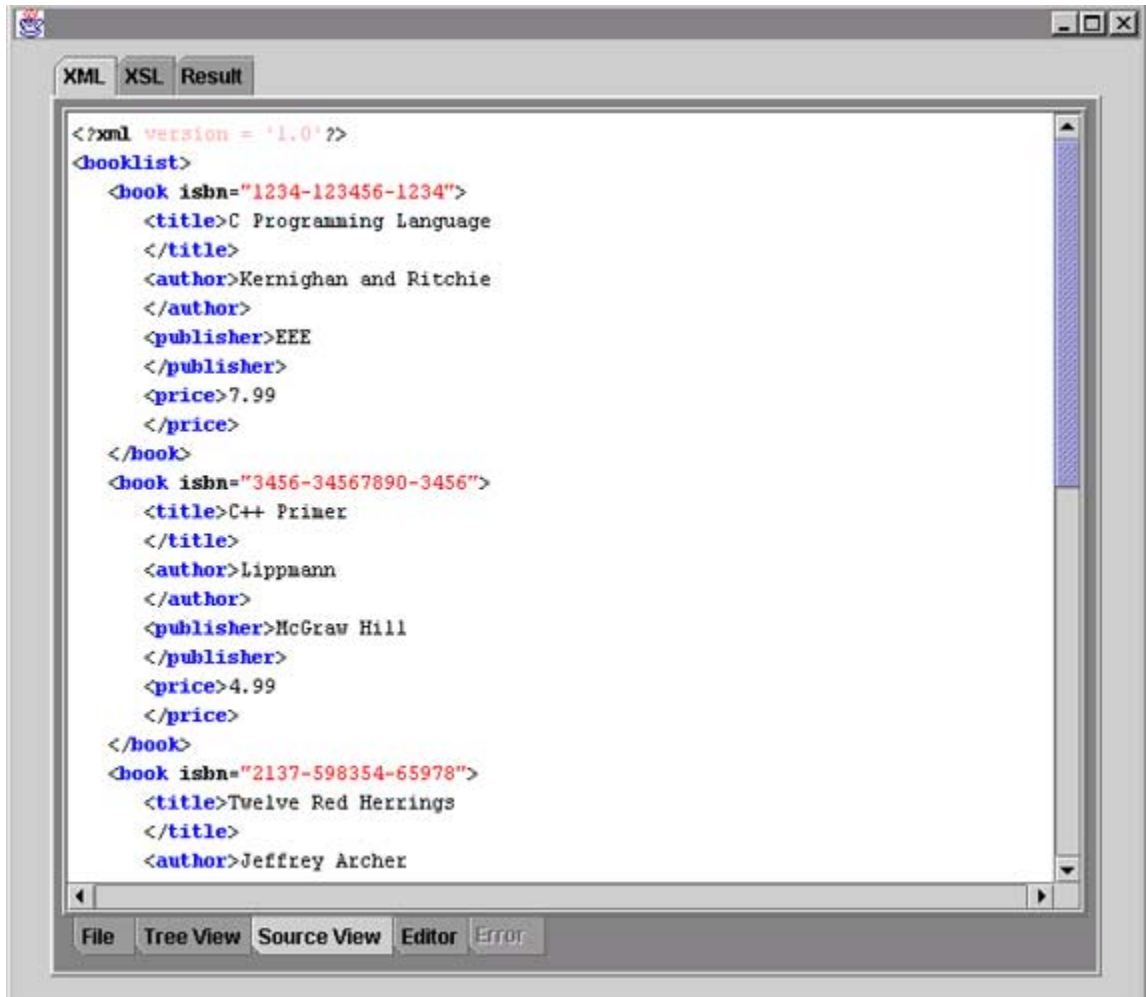 XML XSL Result
<?xml version = '1.0'?>
<booklist>
<book isbn="1234-123456-1234">
<title>C Programming Language
</title>
<author>Kernighan and Ritchie
</author>
<publisher>EEE
</publisher>
<price>7.99
</price>
</book>
<book isbn="3456-34567890-3456">
<title>C++ Primer
</title>
<author>Lippmann
</author>
<publisher>McGraw Hill
</publisher>
<price>4.99
</price>
</book>
<book isbn="2137-598354-65978">
<title>Twelve Red Herrings
</title>
<author>Jeffrey Archer
File Tree View Source View Editor Error